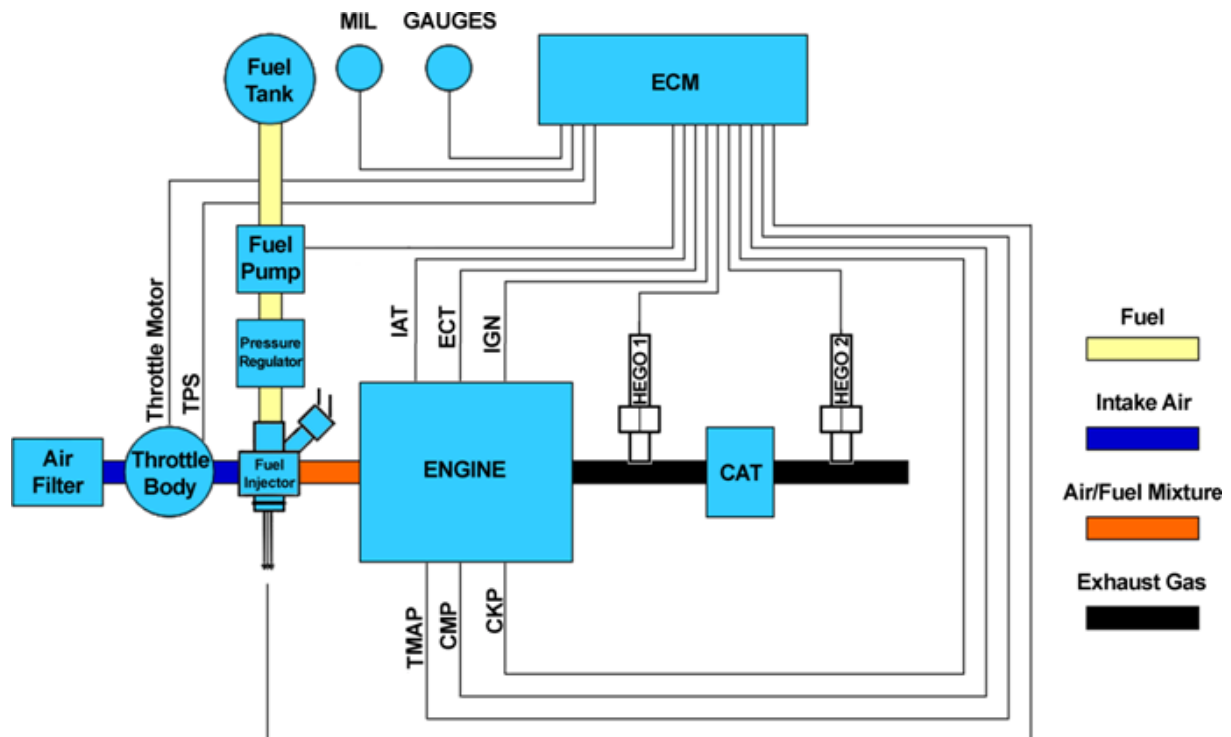 MIL
GAUGES
Fuel
Tank
ECM
Fuel
Pump
Throttle Motor
TPS
Pressure
Regulator
IAT
ECT
IGN
HEGO 1
HEGO 2
Air
Filter
Throttle
Body
Fuel
Injector
ENGINE
CAT
TMAP
CMP
CKP
Fuel
Intake Air
Air/Fuel Mixture
Exhaust Gas